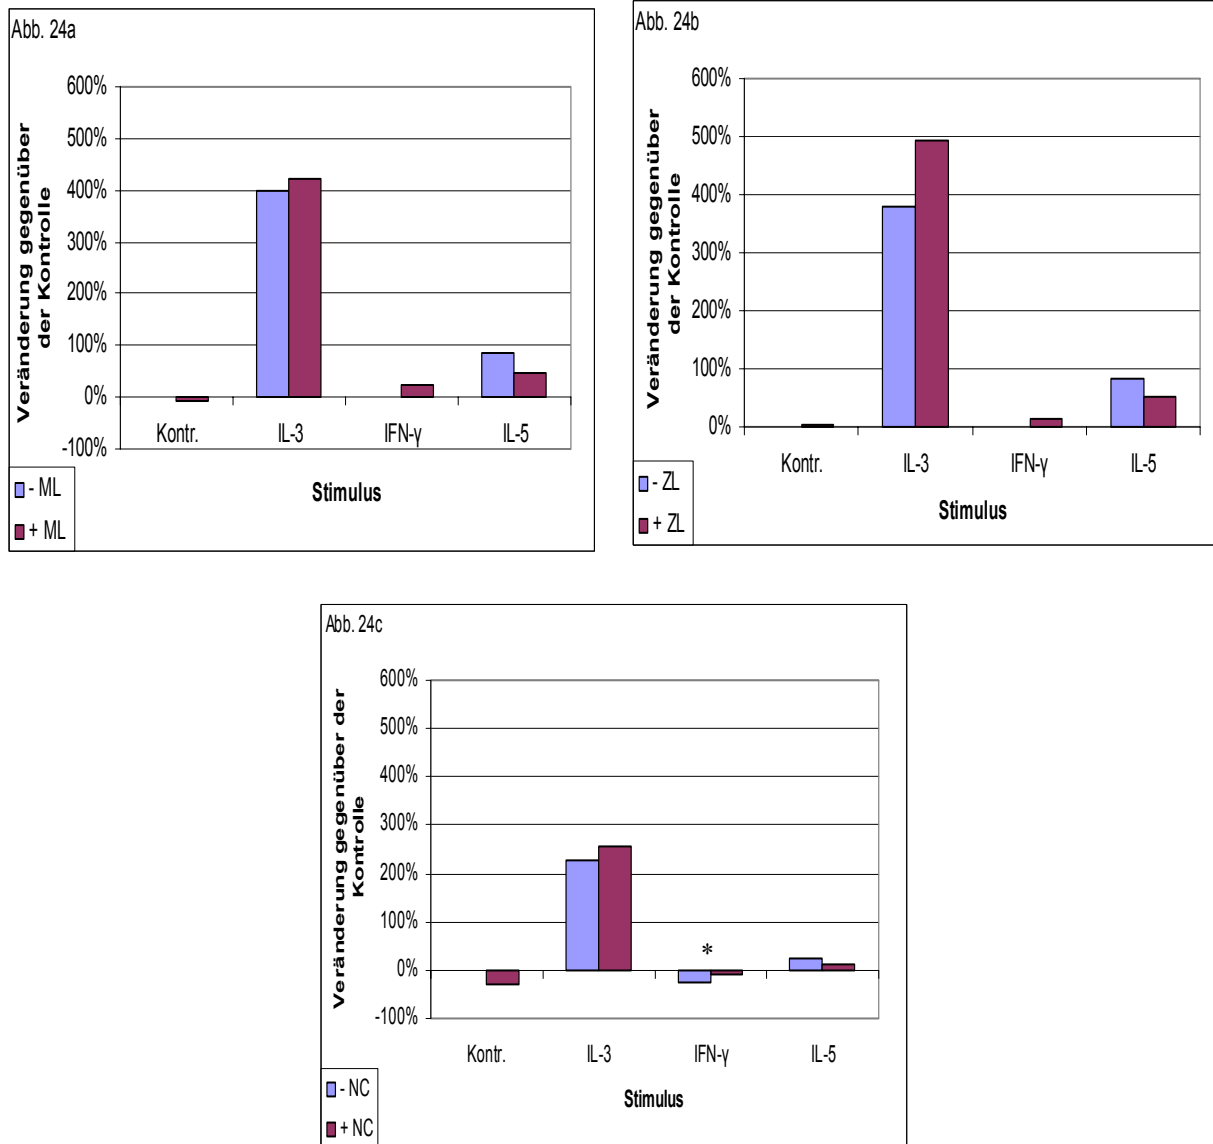 Abb. 24a
600%
500%
400%
300%
200%
100%
0%
-100%
Veränderung gegenüber
der Kontrolle
Kontr. IL-3 IFN-γ IL-5
Stimulus
- ML
+ ML
Abb. 24b
600%
500%
400%
300%
200%
100%
0%
Veränderung gegenüber
der Kontrolle
Kontr. IL-3 IFN-γ IL-5
Stimulus
- ZL
+ ZL
Abb. 24c
600%
500%
400%
300%
200%
100%
0%
-100%
Veränderung gegenüber der
Kontrolle
*
Kontr. IL-3 IFN-γ IL-5
Stimulus
- NC
+ NC